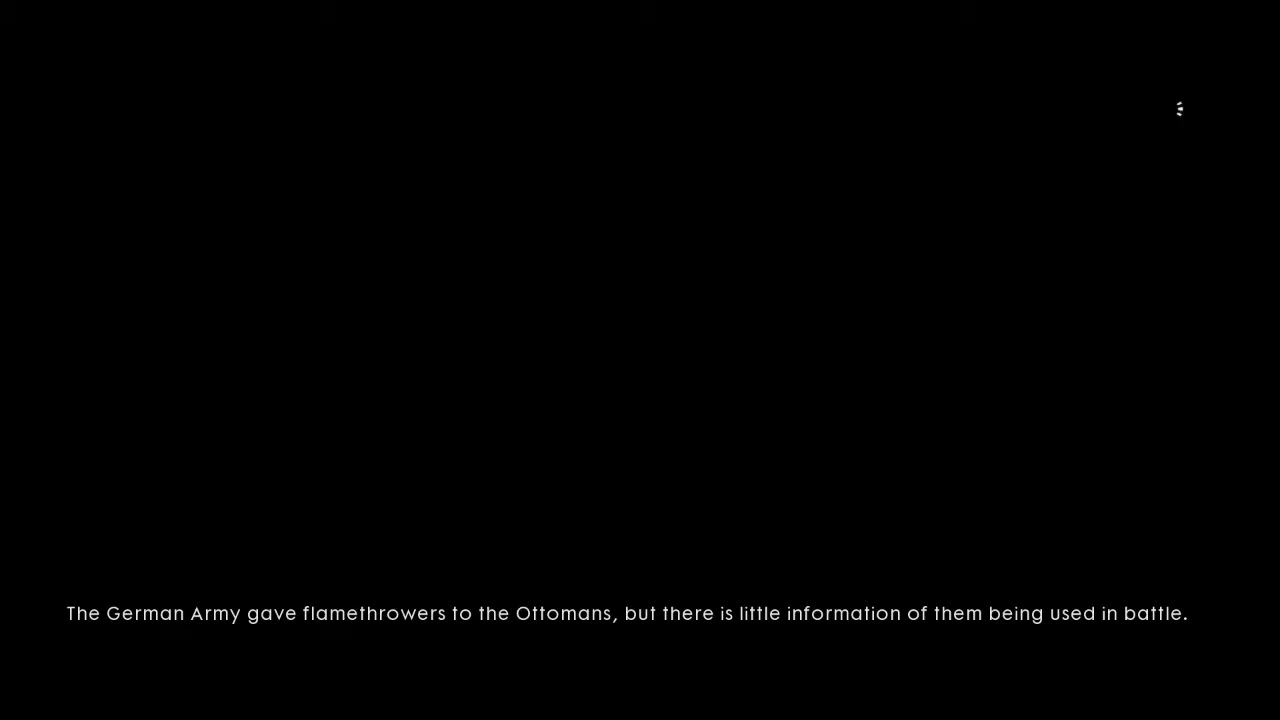 The German Army gave flamethrowers to the Ottomans, but there is little information of them being used in battle.